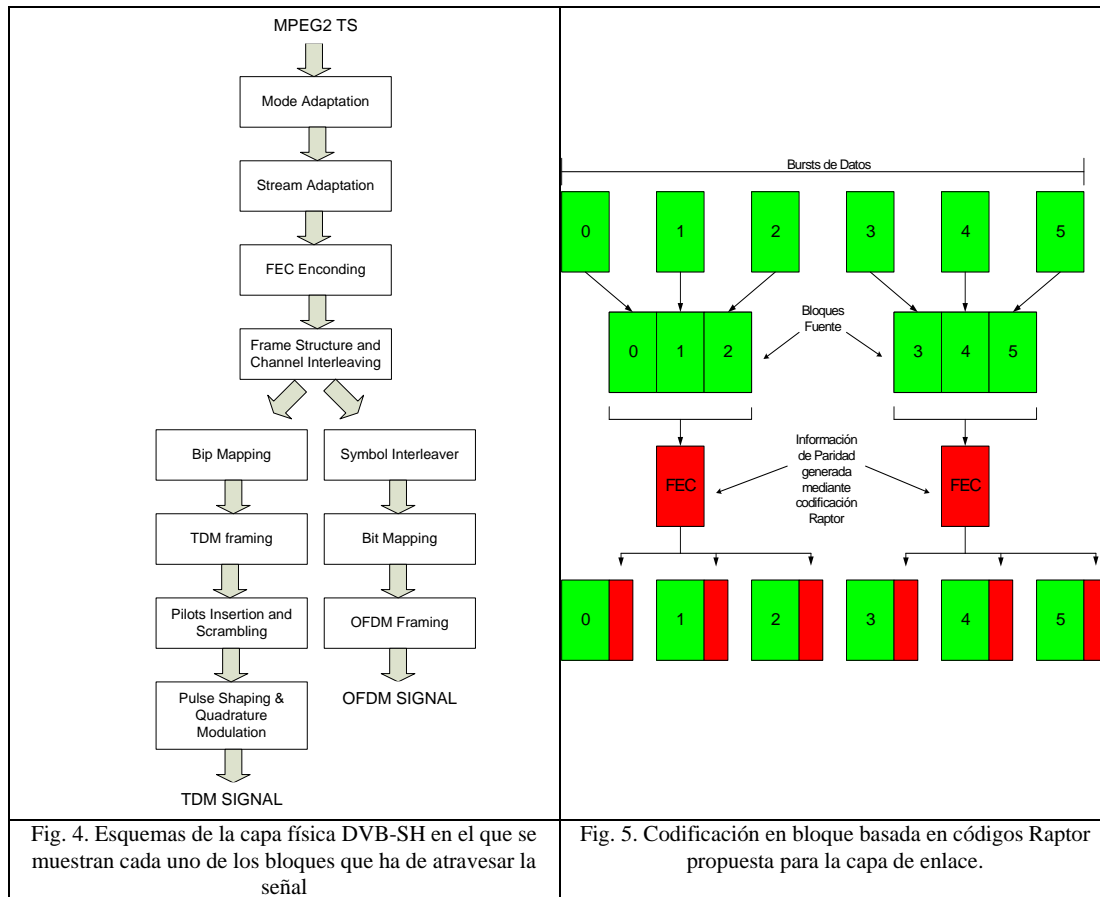 MPEG2 TS
Mode Adaptation
Stream Adaptation
FEC Enconding
Frame Structure and
Channel Interleaving
Bip Mapping
Symbol Interleaver
TDM framing
Bit Mapping
Pilots Insertion and
Scrambling
OFDM Framing
Pulse Shaping &
Quadrature
Modulation
OFDM SIGNAL
TDM SIGNAL
Fig. 4. Esquemas de la capa física DVB-SH en el que se
muestran cada uno de los bloques que ha de atravesar la
señal
Bursts de Datos
0 1 2 3 4 5
Bloques
Fuente
0 1 2 3 4 5
Información
de Paridad
generada
mediante
codificación
Raptor
FEC FEC
0 1 2 3 4 5
Fig. 5. Codificación en bloque basada en códigos Raptor
propuesta para la capa de enlace.